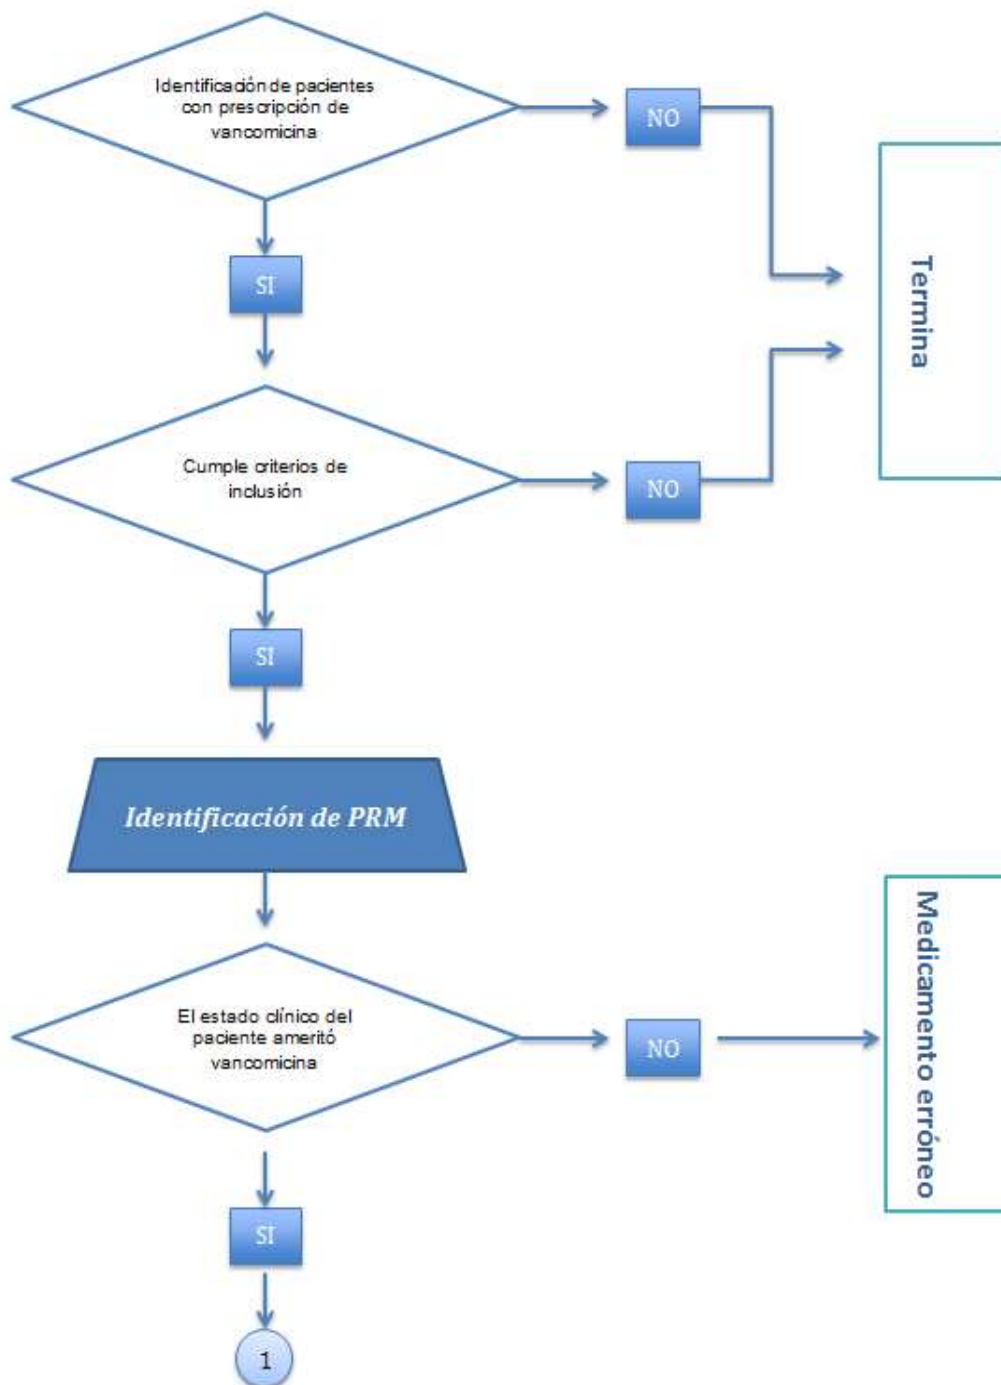 Identificación de pacientes
con prescripción de
vancomicina
NO
SI
Termina
Cumple criterios de
inclusión
NO
SI
Identificación de PRM
El estado clínico del
paciente ameritó
vancomicina
NO
Medicamento erróneo
SI
1